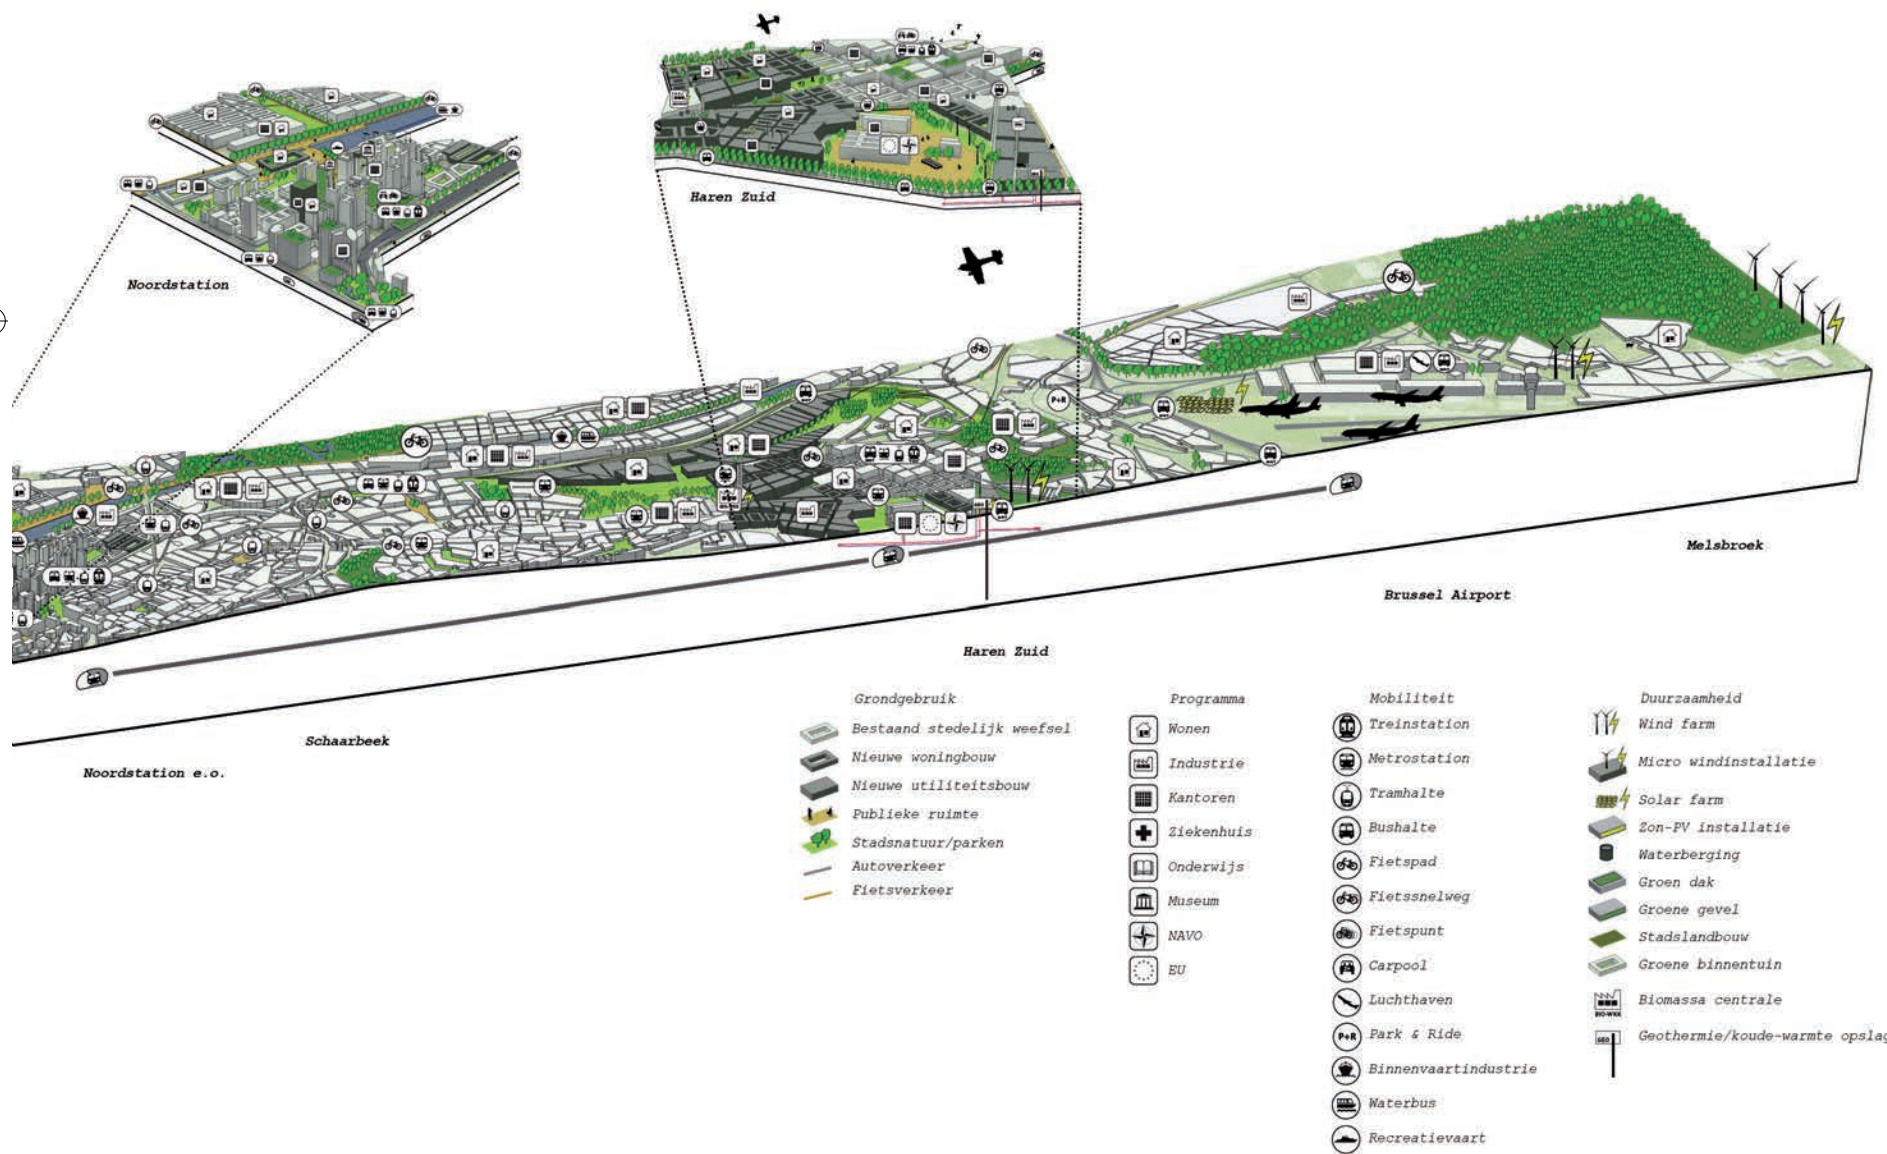 Haren Zuid
Noordstation
P+R
Melsbroek
Brussel Airport
Haren Zuid
Schaarbeek
Noordstation e.o.
Grondgebruik
Bestaand stedelijk weefsel
Nieuwe woningbouw
Nieuwe utiliteitsbouw
Publieke ruimte
Stadsnatuur/parken
Autoverkeer
Fietsverkeer
Programma
Wonen
Industrie
Kantoren
Ziekenhuis
Onderwijs
Museum
NAVO
EU
Mobiliteit
Treinstation
Metrostation
Tramhalte
Bushalte
Fietspad
Fietssnelweg
Fietspunt
Carpool
Luchthaven
P+R Park & Ride
Binnenvaartindustrie
Waterbus
Recreatievaart
Duurzaamheid
Wind farm
Micro windinstallatie
Solar farm
Zon-PV installatie
Waterberging
Groen dak
Groene gevel
Stadslandbouw
Groene binnentuin
Biomassa centrale
BIO-WKK
GEO Geothermie/koude-warmte opslag